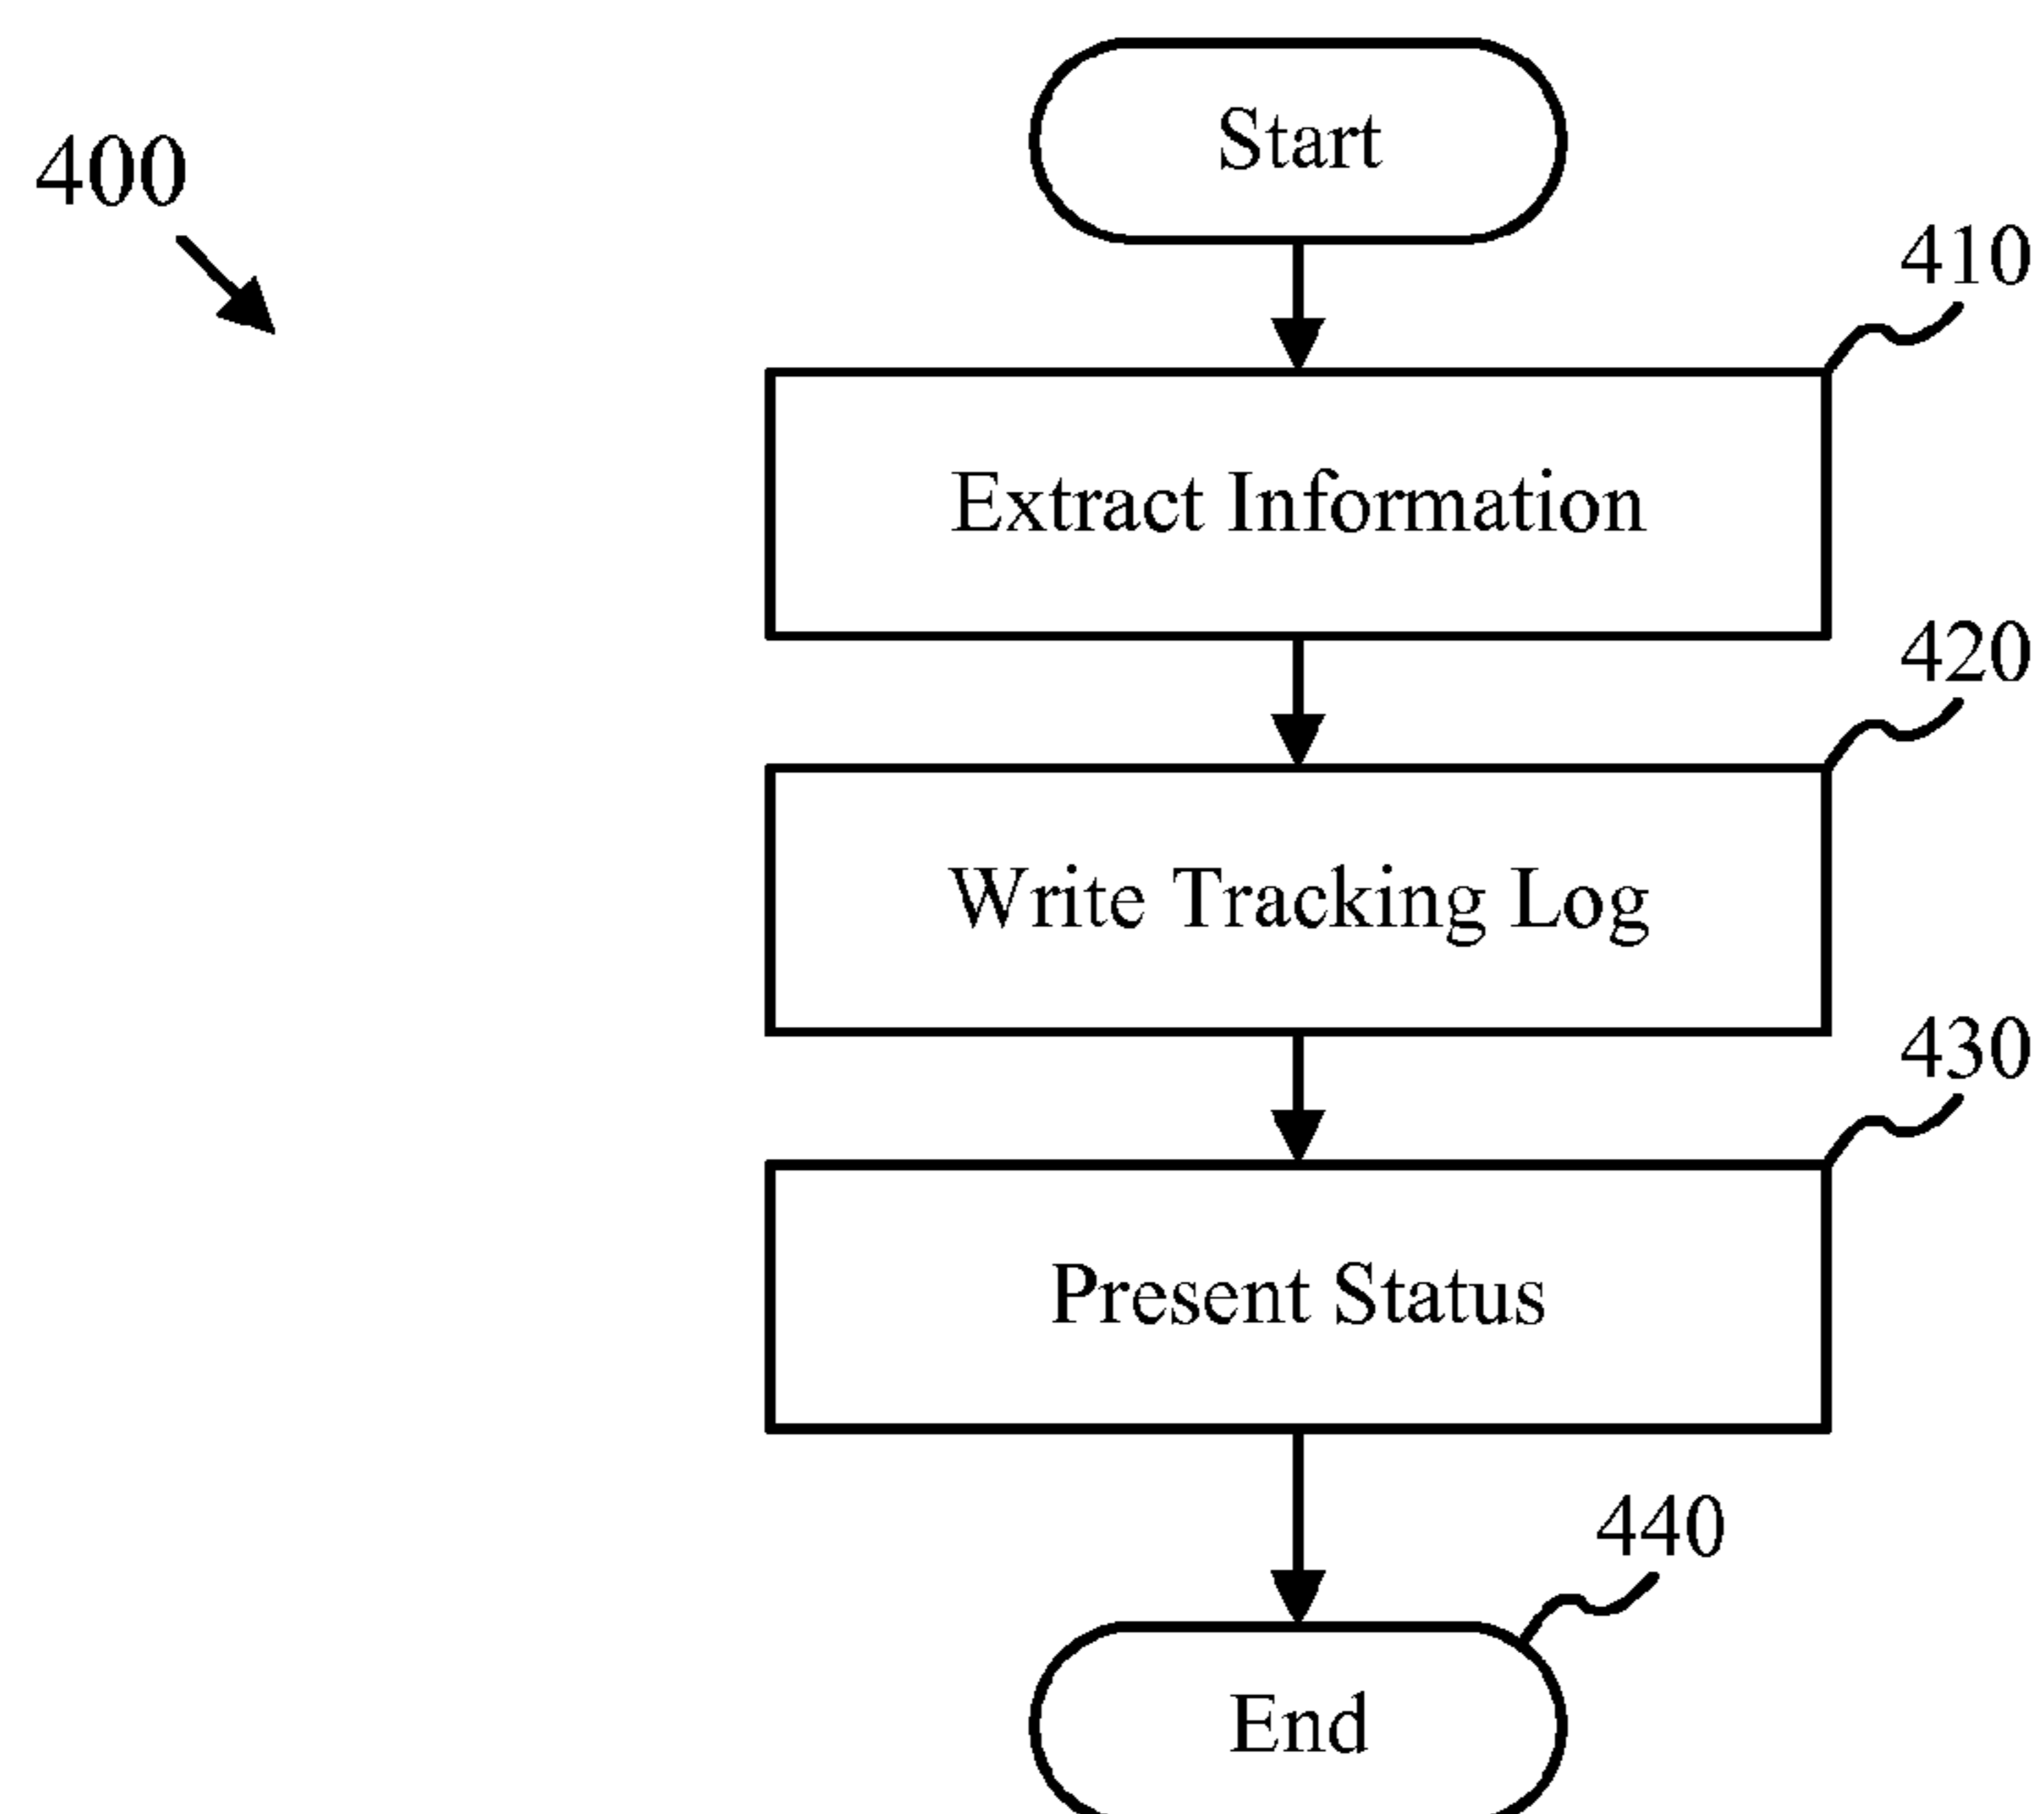 400
Start
410
Extract Information
420
Write Tracking Log
430
Present Status
440
End